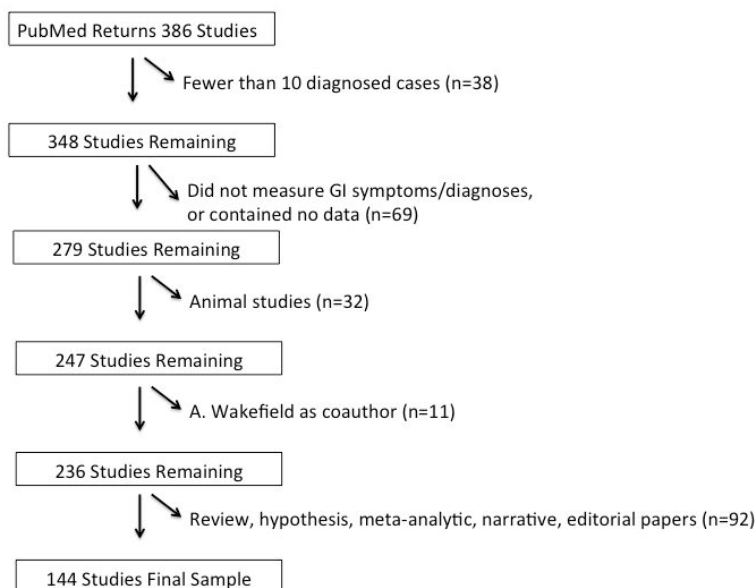 PubMed Returns 386 Studies
Fewer than 10 diagnosed cases (n=38)
348 Studies Remaining
Did not measure GI symptoms/diagnoses,
or contained no data (n=69)
279 Studies Remaining
Animal studies (n=32)
247 Studies Remaining
A. Wakefield as coauthor (n=11)
236 Studies Remaining
Review, hypothesis, meta-analytic, narrative, editorial papers (n=92)
144 Studies Final Sample